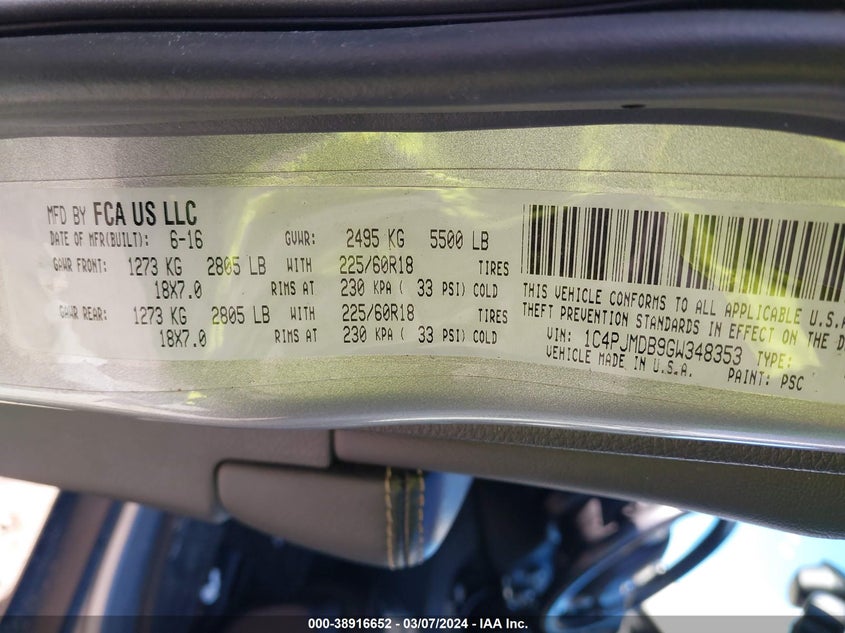 MFD BY FCA US LLC
DATE OF MFR(BUILT): 6-16 GVWR: 2495 KG 5500 LB
GAWR FRONT: 1273 KG 2805 LB WITH 225/60R18 TIRES
18X7.0 RIMS AT 230 KPA ( 33 PSI) COLD
GAWR REAR: 1273 KG 2805 LB WITH 225/60R18 TIRES
18X7.0 RIMS AT 230 KPA ( 33 PSI) COLD
THIS VEHICLE CONFORMS TO ALL APPLICABLE U.S.A
THEFT PREVENTION STANDARDS IN EFFECT ON THE D
VIN: 1C4PJMDB9GW348353 TYPE:
VEHICLE MADE IN U.S.A. PAINT: PSC
000-38916652 - 03/07/2024 - IAA Inc.